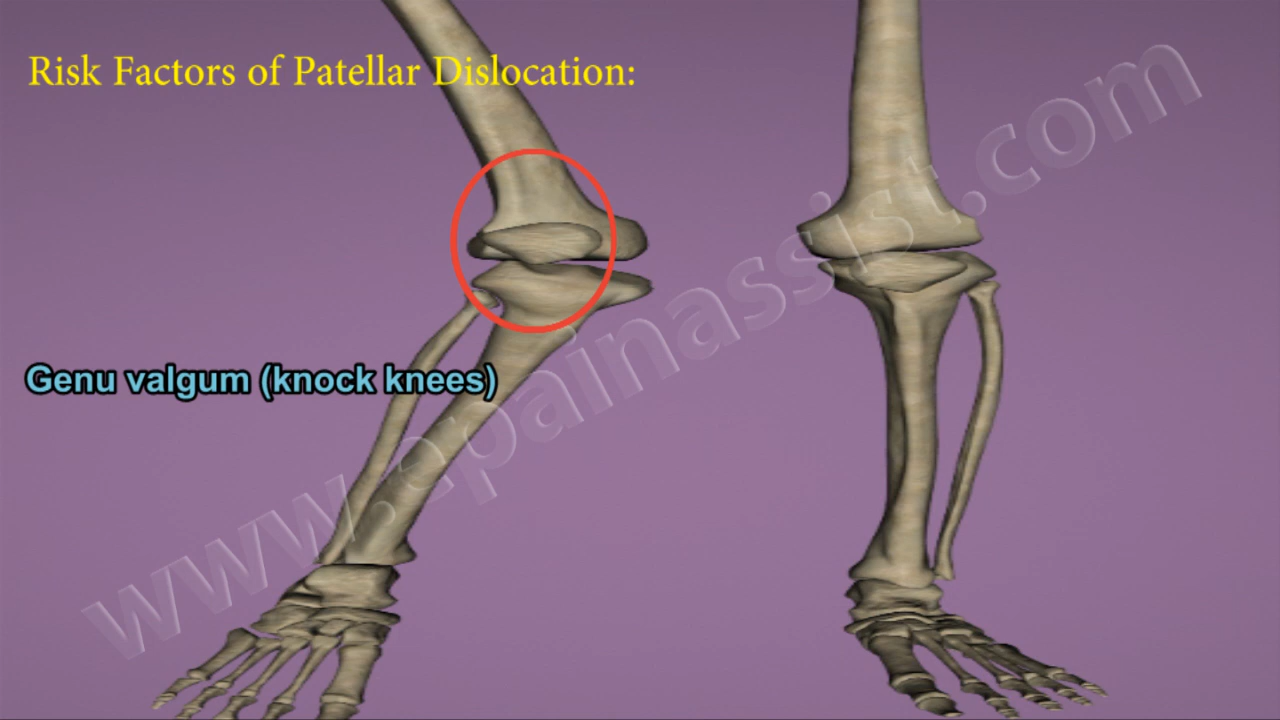 Risk Factors of Patellar Dislocation:
Genu valgum (knock knees)
www.epainassist.com